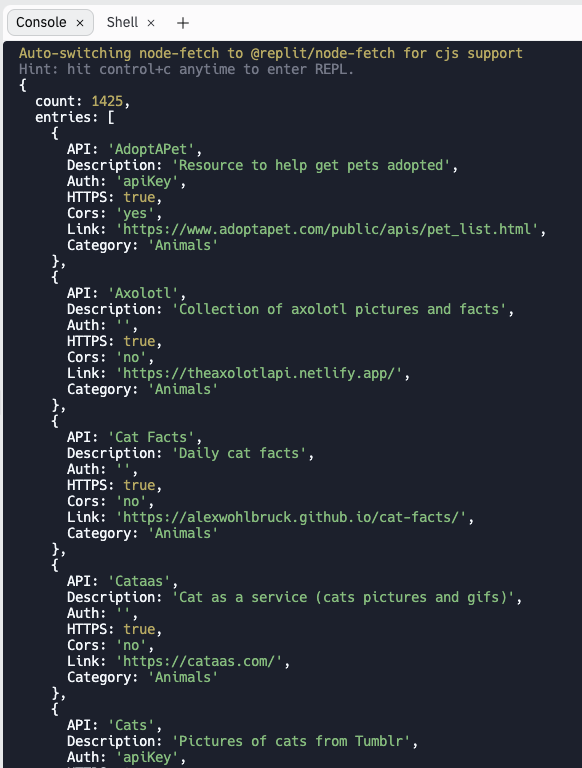 Console × Shell × +
Auto-switching node-fetch to @replit/node-fetch for cjs support
Hint: hit control+c anytime to enter REPL.
{
count: 1425,
entries: [
{
API: 'AdoptAPet',
Description: 'Resource to help get pets adopted',
Auth: 'apiKey',
HTTPS: true,
Cors: 'yes',
Link: 'https://www.adoptapet.com/public/apis/pet_list.html',
Category: 'Animals'
},
{
API: 'Axolotl',
Description: 'Collection of axolotl pictures and facts',
Auth: '',
HTTPS: true,
Cors: 'no',
Link: 'https://theaxolotlapi.netlify.app/',
Category: 'Animals'
},
{
API: 'Cat Facts',
Description: 'Daily cat facts',
Auth: '',
HTTPS: true,
Cors: 'no',
Link: 'https://alexwohlbruck.github.io/cat-facts/',
Category: 'Animals'
},
{
API: 'Cataas',
Description: 'Cat as a service (cats pictures and gifs)',
Auth: '',
HTTPS: true,
Cors: 'no',
Link: 'https://cataas.com/',
Category: 'Animals'
},
{
API: 'Cats',
Description: 'Pictures of cats from Tumblr',
Auth: 'apiKey',